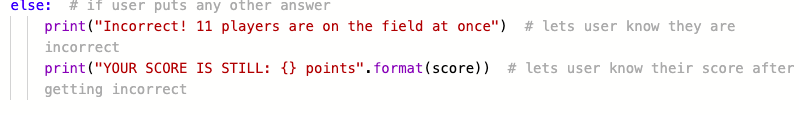 else:  # if user puts any other answer
    print("Incorrect! 11 players are on the field at once")  # lets user know they are
    incorrect
    print("YOUR SCORE IS STILL: {} points".format(score))  # lets user know their score after
    getting incorrect